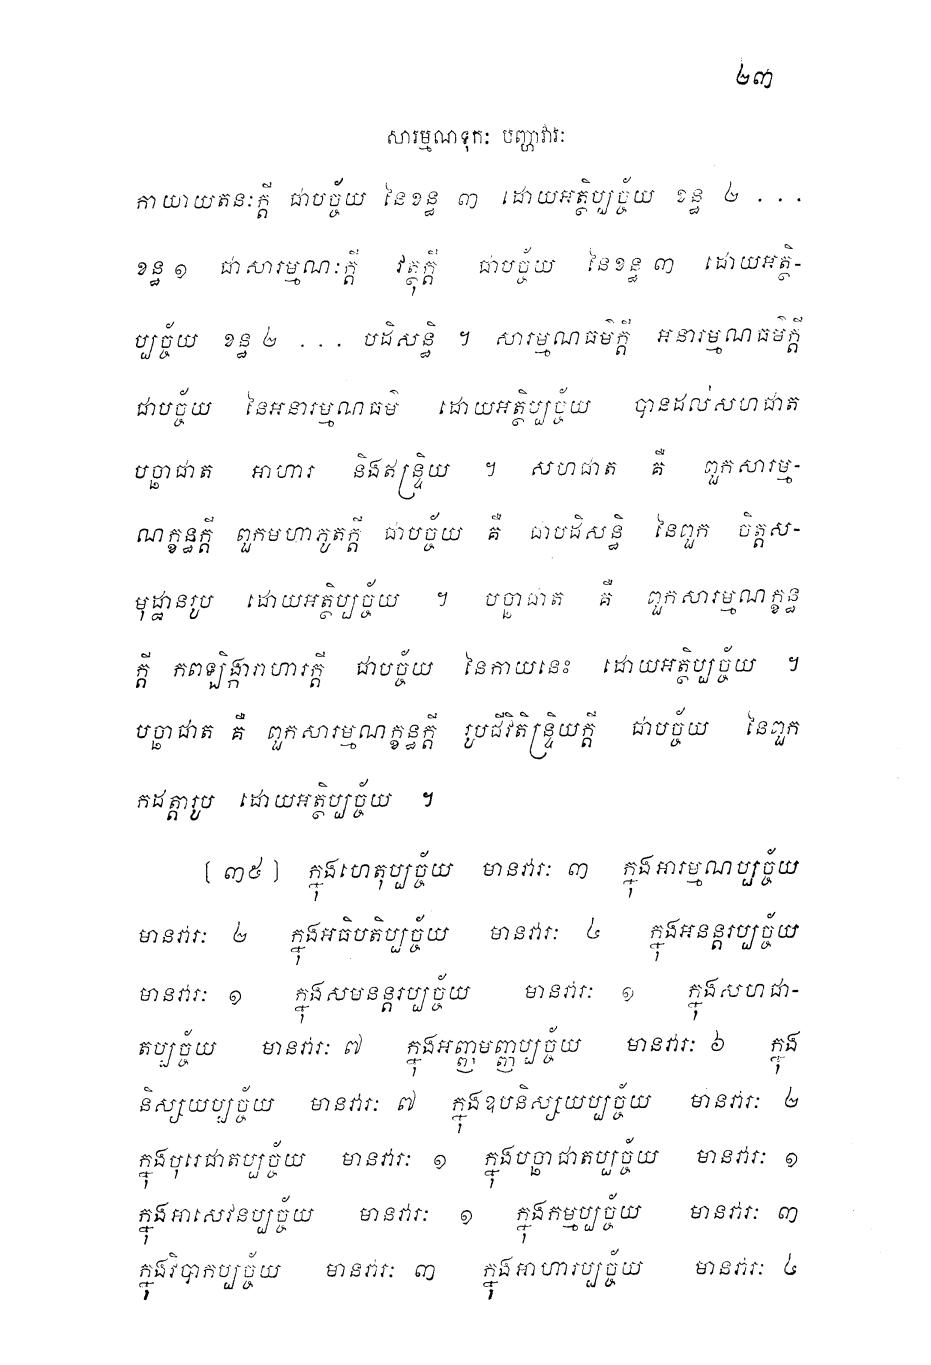 ២៣
សារម្មណទុកៈ បញ្ហាវារៈ
កាយាយតនៈក្តី ជាបច្ច័យ នៃខន្ធ ៣ ដោយអត្ថិប្បច្ច័យ ខន្ធ ២ . . .
ខន្ធ ១ ជាសារម្មណៈក្តី វត្ថុក្តី ជាបច្ច័យ នៃខន្ធ ៣ ដោយអត្ថិ-
ប្បច្ច័យ ខន្ធ ២ . . . បដិសន្ធិ ។ សារម្មណធម៌ក្តី អនារម្មណធម៌ក្តី
ជាបច្ច័យ នៃអនារម្មណធម៌ ដោយអត្ថិប្បច្ច័យ បានដល់សហជាត
បច្ឆាជាត អាហារ និងឥន្ទ្រិយ ។ សហជាត គឺ ពួកសារម្ម-
ណក្ខន្ធក្តី ពួកមហាភូតក្តី ជាបច្ច័យ គឺ ជាបដិសន្ធិ នៃពួក ចិត្តស-
មុដ្ឋានរូប ដោយអត្ថិប្បច្ច័យ ។ បច្ឆាជាត គឺ ពួកសារម្មណក្ខន្ធ
ក្តី កពឡិង្ការាហារក្តី ជាបច្ច័យ នៃកាយនេះ ដោយអត្ថិប្បច្ច័យ ។
បច្ឆាជាត គឺ ពួកសារម្មណក្ខន្ធក្តី រូបជីវិតិន្ទ្រិយក្តី ជាបច្ច័យ នៃពួក
កដត្តារូប ដោយអត្ថិប្បច្ច័យ ។
[ ៣៥ ] ក្នុងហេតុប្បច្ច័យ មានវារៈ ៣ ក្នុងអារម្មណប្បច្ច័យ
មានវារៈ ២ ក្នុងអធិបតិប្បច្ច័យ មានវារៈ ៤ ក្នុងអនន្តរប្បច្ច័យ
មានវារៈ ១ ក្នុងសមនន្តរប្បច្ច័យ មានវារៈ ១ ក្នុងសហជា-
តប្បច្ច័យ មានវារៈ ៧ ក្នុងអញ្ញមញ្ញប្បច្ច័យ មានវារៈ ៦ ក្នុង
និស្សយប្បច្ច័យ មានវារៈ ៧ ក្នុងឧបនិស្សយប្បច្ច័យ មានវារៈ ២
ក្នុងបុរេជាតប្បច្ច័យ មានវារៈ ១ ក្នុងបច្ឆាជាតប្បច្ច័យ មានវារៈ ១
ក្នុងអាសេវនប្បច្ច័យ មានវារៈ ១ ក្នុងកម្មប្បច្ច័យ មានវារៈ ៣
ក្នុងវិបាកប្បច្ច័យ មានវារៈ ៣ ក្នុងអាហារប្បច្ច័យ មានវារៈ ៤